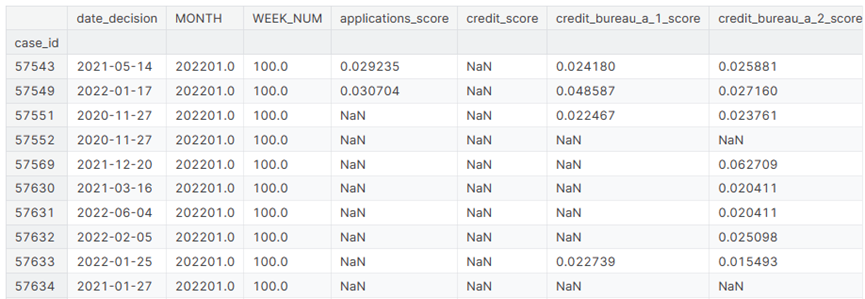 date_decision MONTH WEEK_NUM applications_score credit_score credit_bureau_a_1_score credit_bureau_a_2_score
case_id
57543 2021-05-14 202201.0 100.0 0.029235 NaN 0.024180 0.025881
57549 2022-01-17 202201.0 100.0 0.030704 NaN 0.048587 0.027160
57551 2020-11-27 202201.0 100.0 NaN NaN 0.022467 0.023761
57552 2020-11-27 202201.0 100.0 NaN NaN NaN NaN
57569 2021-12-20 202201.0 100.0 NaN NaN NaN 0.062709
57630 2021-03-16 202201.0 100.0 NaN NaN NaN 0.020411
57631 2022-06-04 202201.0 100.0 NaN NaN NaN 0.020411
57632 2022-02-05 202201.0 100.0 NaN NaN NaN 0.025098
57633 2022-01-25 202201.0 100.0 NaN NaN 0.022739 0.015493
57634 2021-01-27 202201.0 100.0 NaN NaN NaN NaN